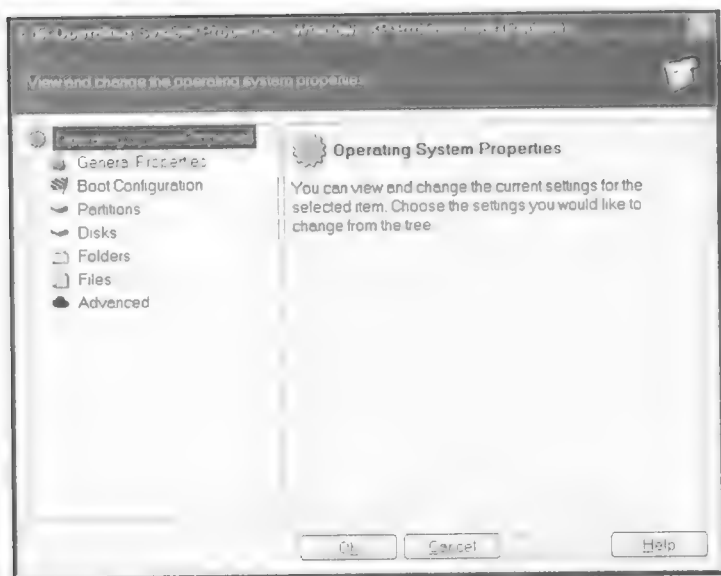 View and change the operating system properties
General Properties
Boot Configuration
Partitions
Disks
Folders
Files
Advanced
Operating System Properties
You can view and change the current settings for the
selected item. Choose the settings you would like to
change from the tree
Cancel
Help